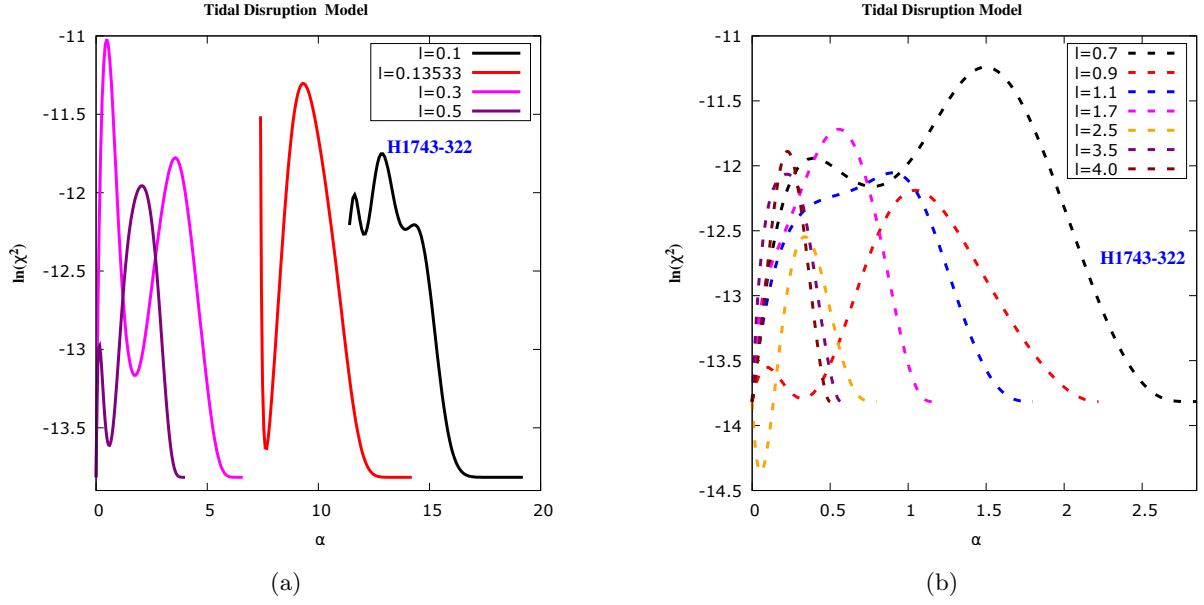 Tidal Disruption Model
-11
-11.5
-12
-12.5
-13
-13.5
ln(χ²)
0
5
10
15
20
α
l=0.1
l=0.13533
l=0.3
l=0.5
H1743-322
(a)
Tidal Disruption Model
-11
-11.5
-12
-12.5
-13
-13.5
-14
-14.5
ln(χ²)
0
0.5
1
1.5
2
2.5
α
l=0.7
l=0.9
l=1.1
l=1.7
l=2.5
l=3.5
l=4.0
H1743-322
(b)